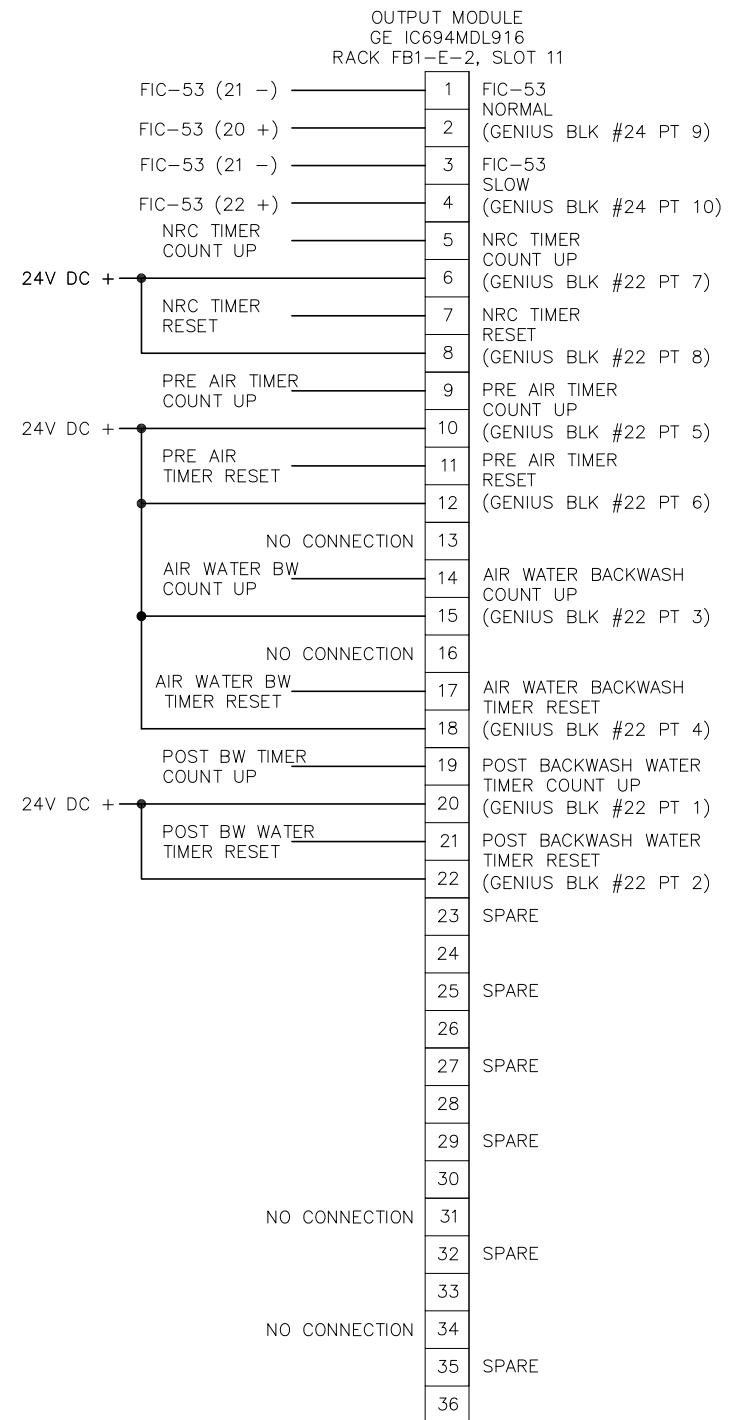 OUTPUT MODULE
GE IC694MDL916
RACK FB1-E-2, SLOT 11
FIC-53 (21 -)
1
FIC-53
NORMAL
FIC-53 (20 +)
2
(GENIUS BLK #24 PT 9)
FIC-53 (21 -)
3
FIC-53
SLOW
FIC-53 (22 +)
4
(GENIUS BLK #24 PT 10)
NRC TIMER
COUNT UP
5
NRC TIMER
COUNT UP
24V DC +
6
(GENIUS BLK #22 PT 7)
NRC TIMER
RESET
7
NRC TIMER
RESET
8
(GENIUS BLK #22 PT 8)
PRE AIR TIMER
COUNT UP
9
PRE AIR TIMER
COUNT UP
24V DC +
10
(GENIUS BLK #22 PT 5)
PRE AIR
TIMER RESET
11
PRE AIR TIMER
RESET
12
(GENIUS BLK #22 PT 6)
NO CONNECTION
13
AIR WATER BW
COUNT UP
14
AIR WATER BACKWASH
COUNT UP
15
(GENIUS BLK #22 PT 3)
NO CONNECTION
16
AIR WATER BW
TIMER RESET
17
AIR WATER BACKWASH
TIMER RESET
18
(GENIUS BLK #22 PT 4)
POST BW TIMER
COUNT UP
19
POST BACKWASH WATER
TIMER COUNT UP
24V DC +
20
(GENIUS BLK #22 PT 1)
POST BW WATER
TIMER RESET
21
POST BACKWASH WATER
TIMER RESET
22
(GENIUS BLK #22 PT 2)
23
SPARE
24
25
SPARE
26
27
SPARE
28
29
SPARE
30
NO CONNECTION
31
32
SPARE
33
NO CONNECTION
34
35
SPARE
36